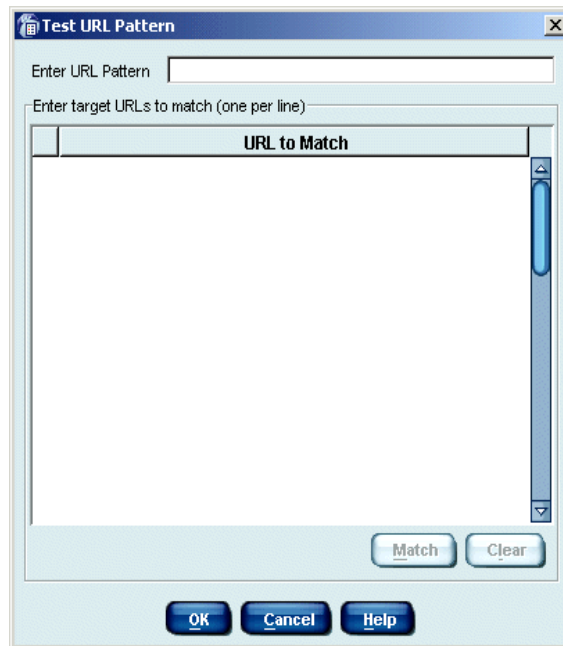 Test URL Pattern
Enter URL Pattern
Enter target URLs to match (one per line)
URL to Match
Match Clear
OK Cancel Help